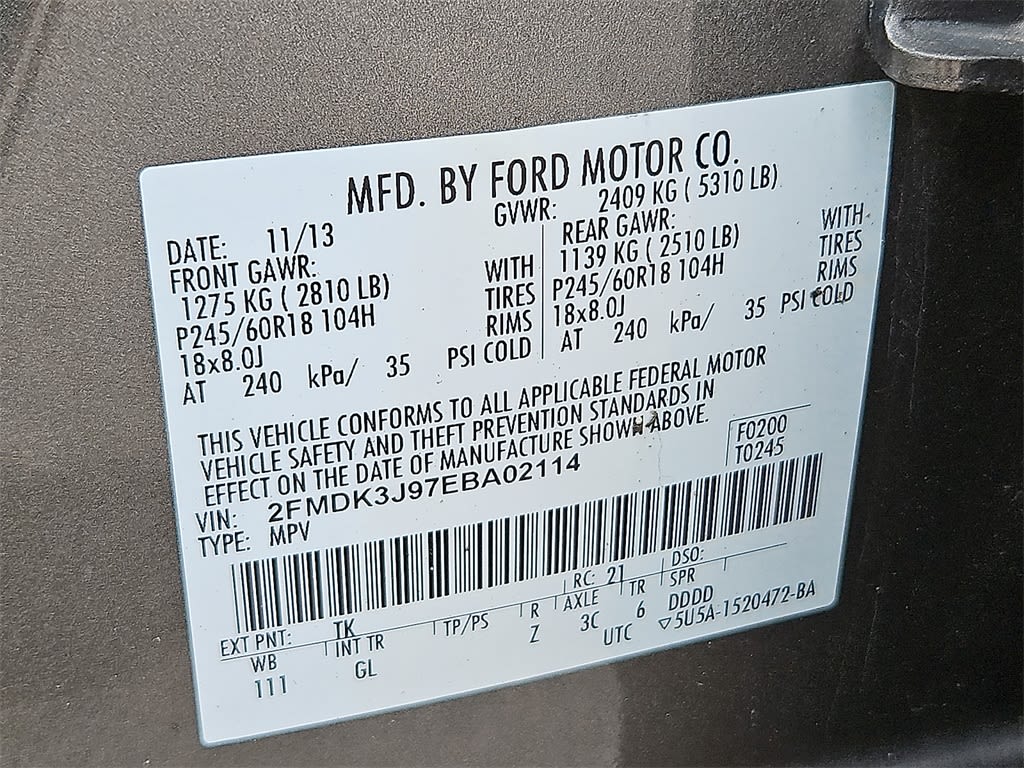 MFD. BY FORD MOTOR CO.
DATE: 11/13 GVWR: 2409 KG ( 5310 LB)
FRONT GAWR: REAR GAWR:
1275 KG ( 2810 LB) WITH 1139 KG ( 2510 LB) WITH
P245/60R18 104H TIRES P245/60R18 104H TIRES
18x8.0J RIMS 18x8.0J RIMS
AT 240 kPa/ 35 PSI COLD AT 240 kPa/ 35 PSI COLD
THIS VEHICLE CONFORMS TO ALL APPLICABLE FEDERAL MOTOR
VEHICLE SAFETY AND THEFT PREVENTION STANDARDS IN
EFFECT ON THE DATE OF MANUFACTURE SHOWN ABOVE.
VIN: 2FMDK3J97EBA02114 F0200
TYPE: MPV T0245
EXT PNT: TK RC: 21 DSO:
WB INT TR TP/PS R AXLE TR SPR
111 GL Z 3C 6 DDDD
UTC ▽5U5A-1520472-BA